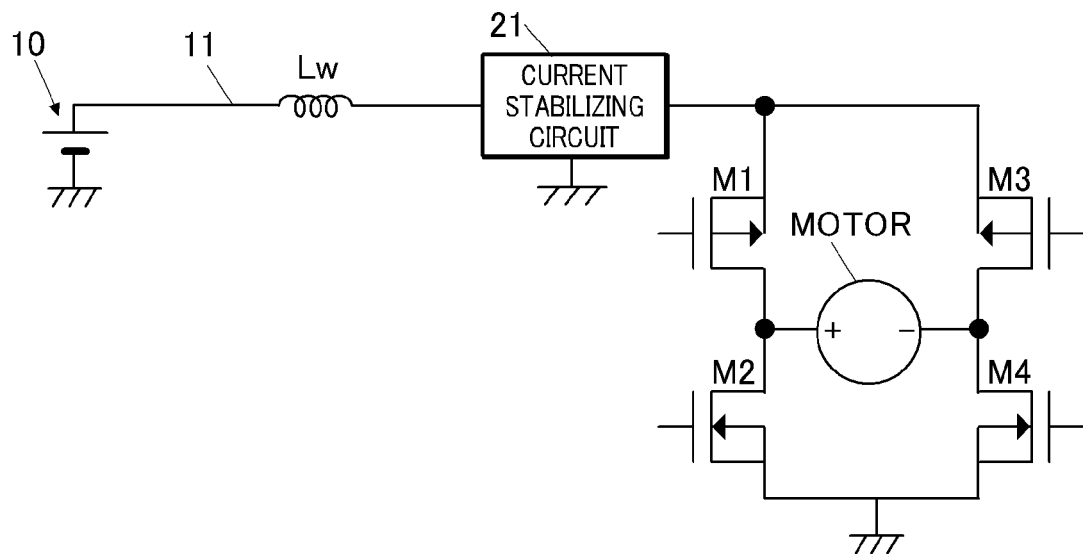 10
11
Lw
21
CURRENT
STABILIZING
CIRCUIT
M1
M3
MOTOR
+
−
M2
M4